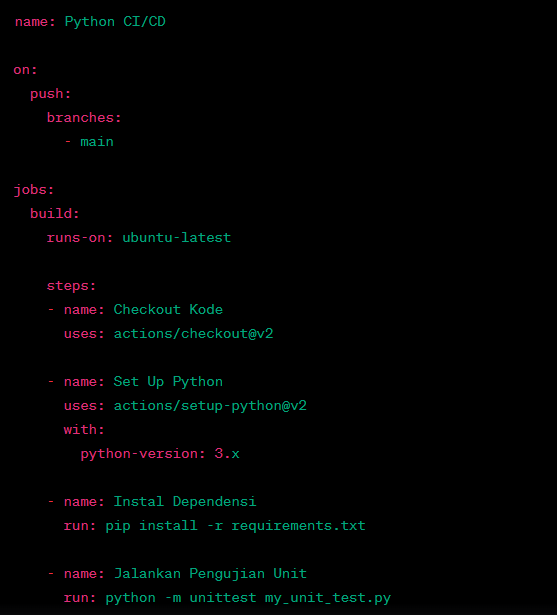 name: Python CI/CD
on:
push:
branches:
- main
jobs:
build:
runs-on: ubuntu-latest
steps:
- name: Checkout Kode
uses: actions/checkout@v2
- name: Set Up Python
uses: actions/setup-python@v2
with:
python-version: 3.x
- name: Instal Dependensi
run: pip install -r requirements.txt
- name: Jalankan Pengujian Unit
run: python -m unittest my_unit_test.py